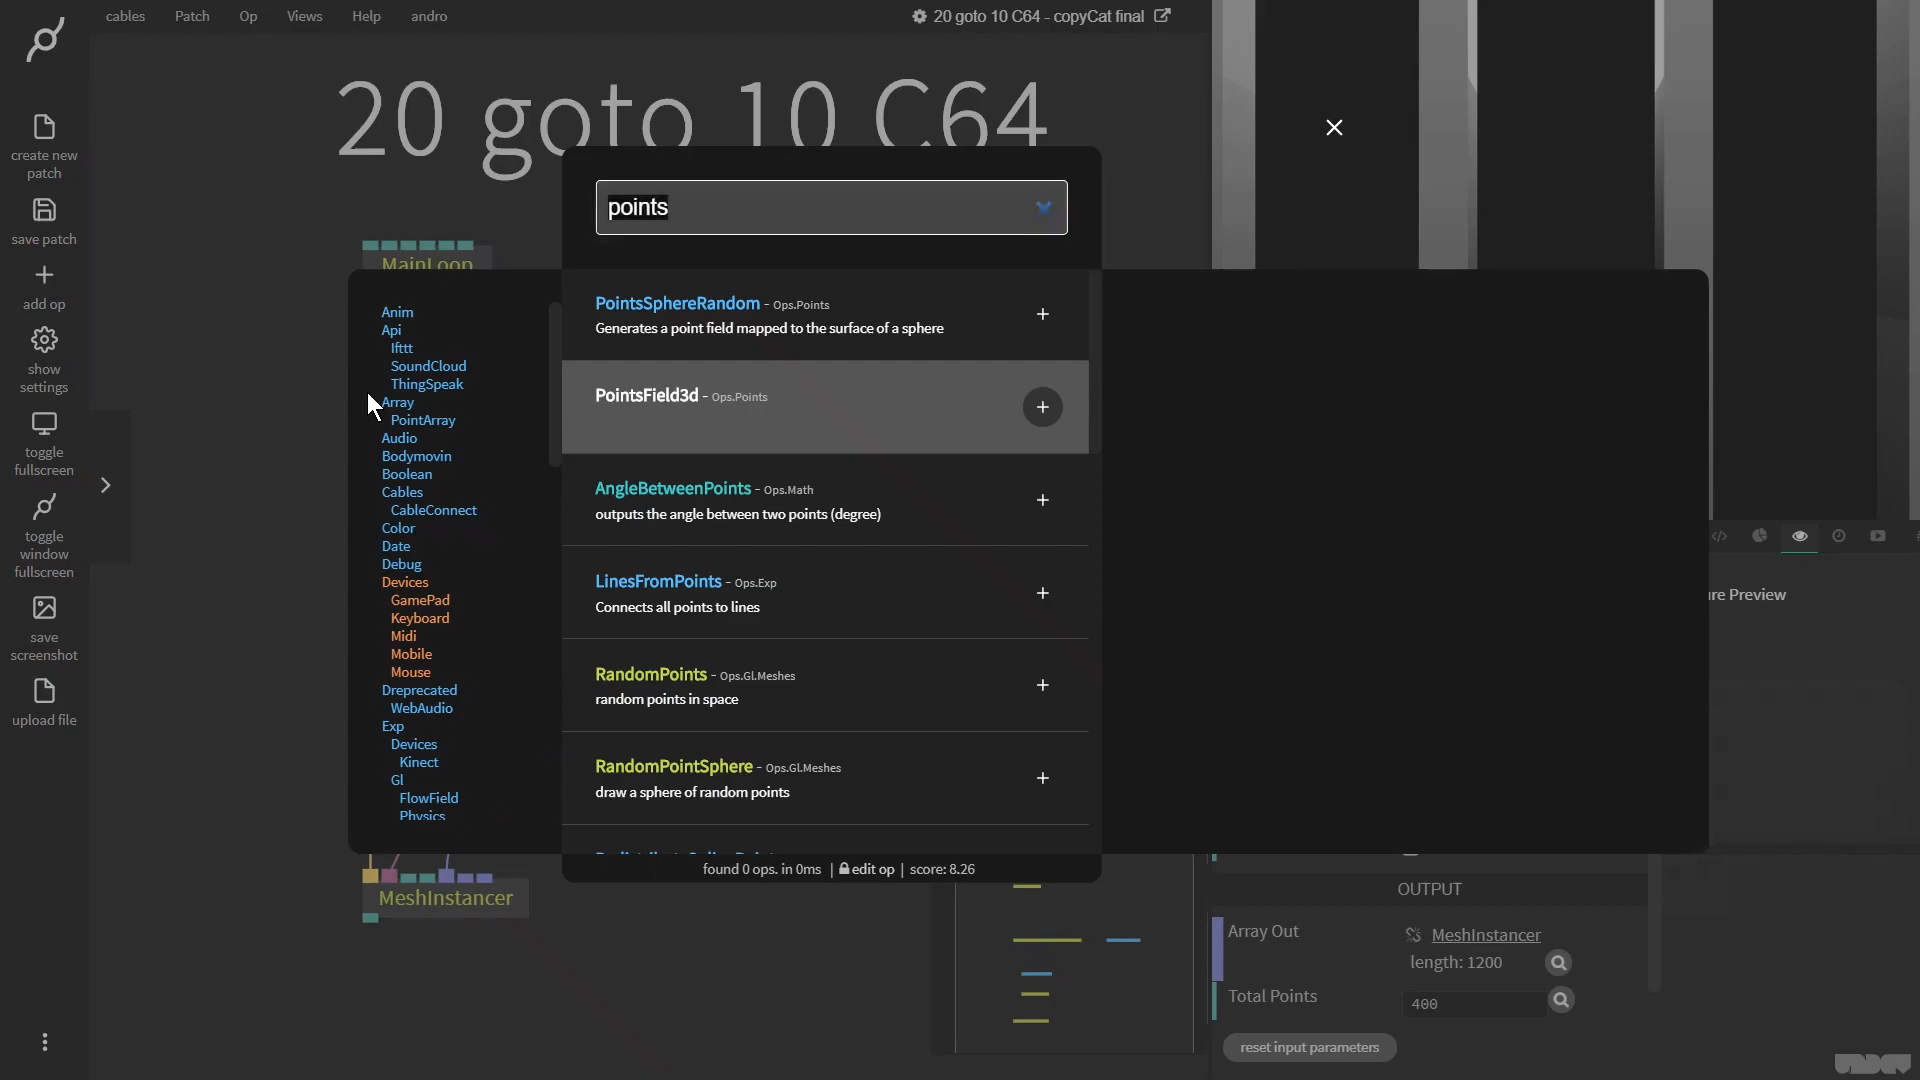 cables
Patch
Op
Views
Help
andro
20 goto 10 C64 - copyCat final
20 goto 10 C64
create new
patch
save patch
add op
show
settings
toggle
fullscreen
toggle
window
fullscreen
save
screenshot
upload file
MainLoop
points
Anim
Api
Ifttt
SoundCloud
ThingSpeak
Array
PointArray
Audio
Bodymovin
Boolean
Cables
CableConnect
Color
Date
Debug
Devices
GamePad
Keyboard
Midi
Mobile
Mouse
Dreprecated
WebAudio
Exp
Devices
Kinect
Gl
FlowField
Physics
PointsSphereRandom - Ops.Points
Generates a point field mapped to the surface of a sphere
PointsField3d - Ops.Points
AngleBetweenPoints - Ops.Math
outputs the angle between two points (degree)
LinesFromPoints - Ops.Exp
Connects all points to lines
RandomPoints - Ops.Gl.Meshes
random points in space
RandomPointSphere - Ops.Gl.Meshes
draw a sphere of random points
found 0 ops. in 0ms | edit op | score: 8.26
MeshInstancer
Preview
OUTPUT
Array Out
MeshInstancer
length: 1200
Total Points
400
reset input parameters